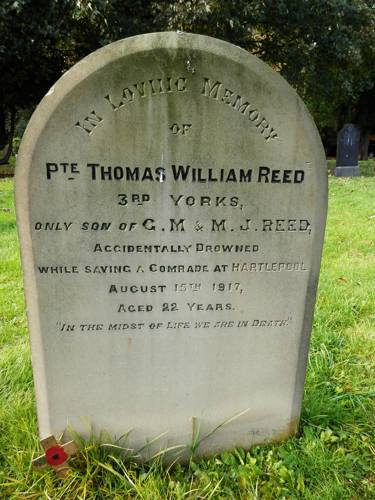 IN LOVING MEMORY
OF
PTE THOMAS WILLIAM REED
3RD YORKS,
ONLY SON OF G.M & M.J. REED,
ACCIDENTALLY DROWNED
WHILE SAVING A COMRADE AT HARTLEPOOL
AUGUST 15TH 1917,
AGED 22 YEARS.
"IN THE MIDST OF LIFE WE ARE IN DEATH."